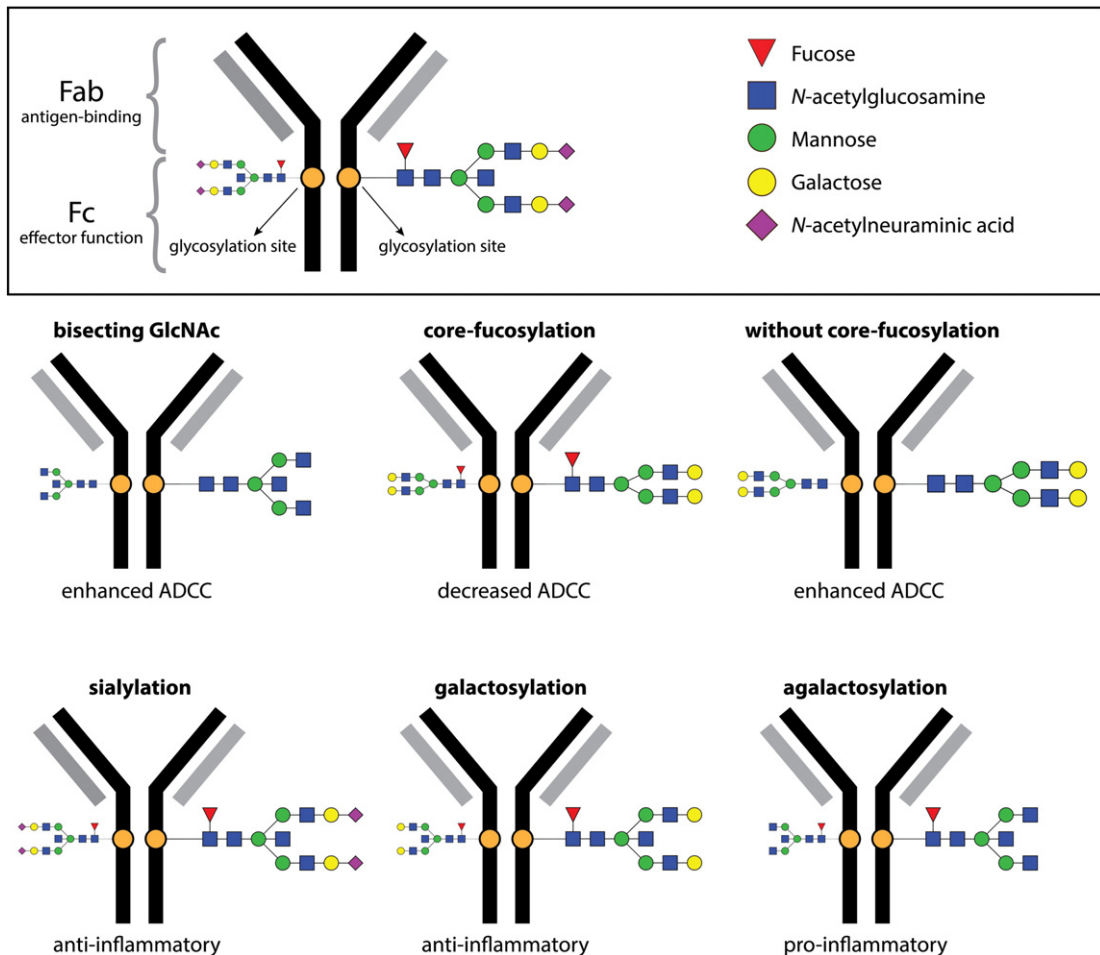 Fab
antigen-binding
Fc
effector function
glycosylation site
glycosylation site
Fucose
N-acetylglucosamine
Mannose
Galactose
N-acetylneuraminic acid
bisecting GlcNAc
core-fucosylation
without core-fucosylation
enhanced ADCC
decreased ADCC
enhanced ADCC
sialylation
galactosylation
agalactosylation
anti-inflammatory
anti-inflammatory
pro-inflammatory